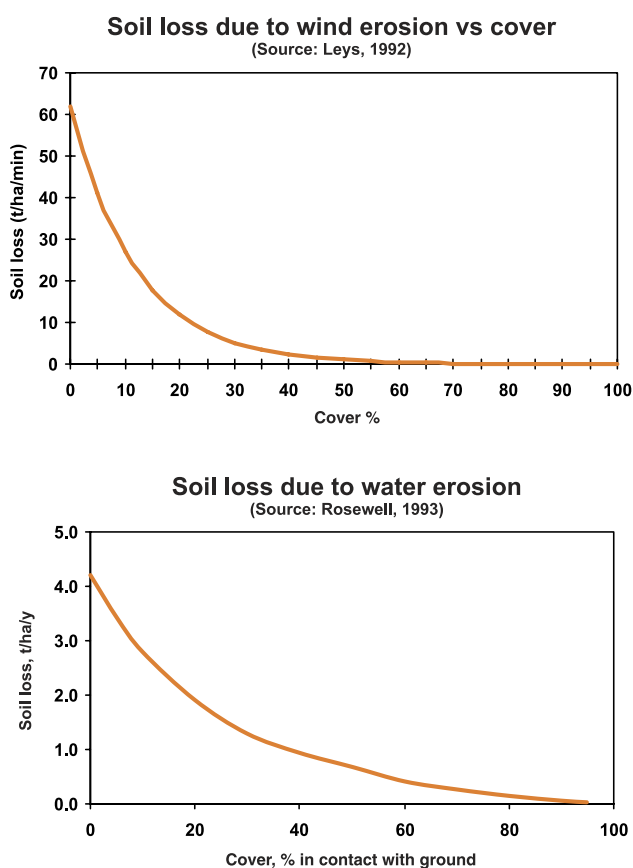 Soil loss due to wind erosion vs cover
(Source: Leys, 1992)
70
60
50
40
30
20
10
0
Soil loss (t/ha/min)
0 10 20 30 40 50 60 70 80 90 100
Cover %
Soil loss due to water erosion
(Source: Rosewell, 1993)
5.0
4.0
3.0
2.0
1.0
0.0
Soil loss, t/ha/y
0 20 40 60 80 100
Cover, % in contact with ground